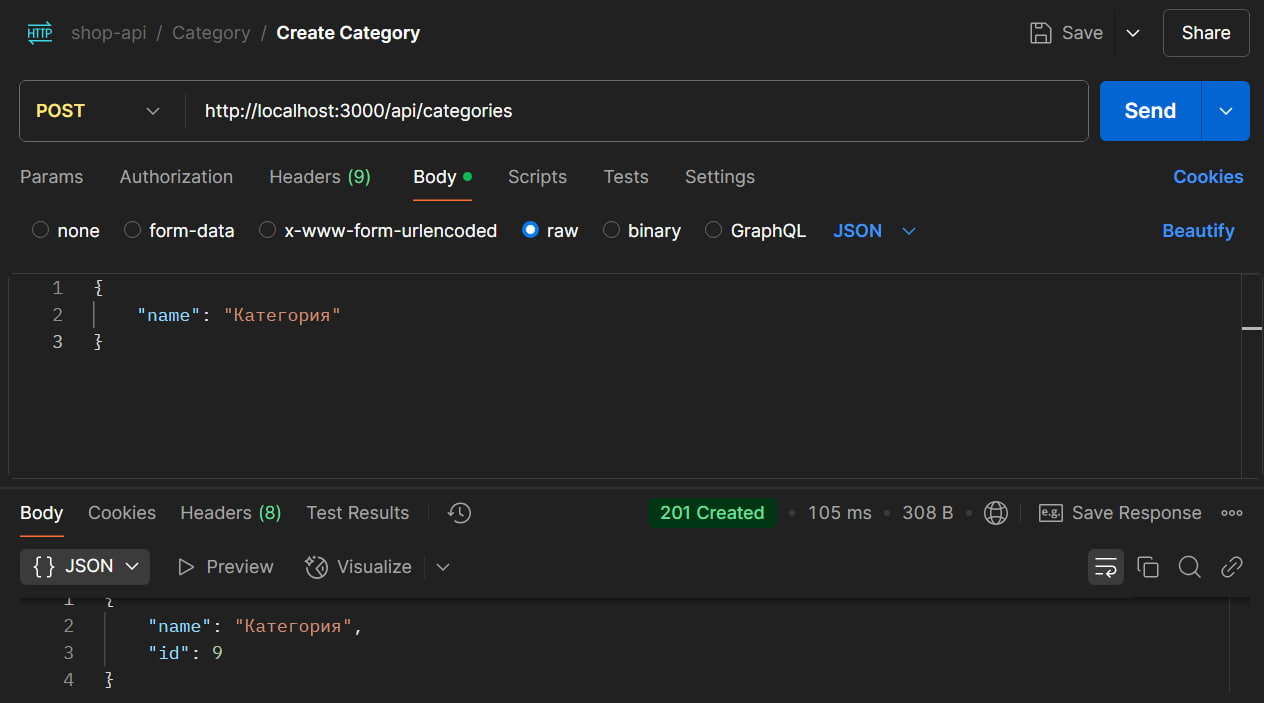 HTTP shop-api / Category / Create Category Save Share
POST http://localhost:3000/api/categories Send
Params Authorization Headers (9) Body Scripts Tests Settings Cookies
none form-data x-www-form-urlencoded raw binary GraphQL JSON Beautify
1 {
2 "name": "Категория"
3 }
Body Cookies Headers (8) Test Results 201 Created • 105 ms • 308 B • e.g. Save Response
{} JSON Preview Visualize
1 {
2 "name": "Категория",
3 "id": 9
4 }